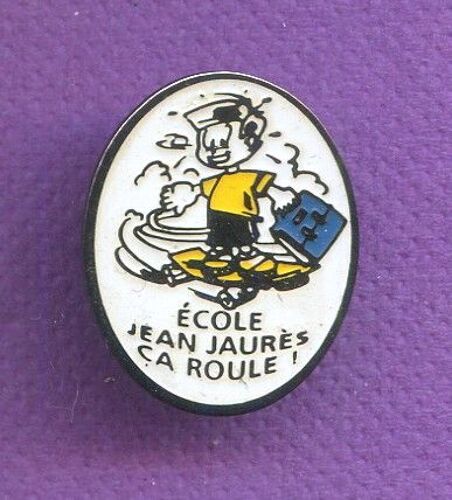 ÉCOLE
JEAN JAURÈS
ÇA ROULE !